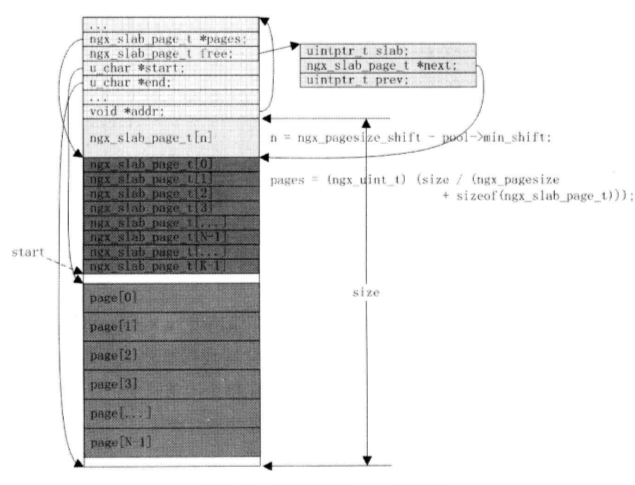 ...
ngx_slab_page_t *pages;
ngx_slab_page_t free;
u_char *start;
u_char *end;
...
void *addr;
uintptr_t slab;
ngx_slab_page_t *next;
uintptr_t prev;
ngx_slab_page_t[n]
n = ngx_pagesize_shift - pool->min_shift;
ngx_slab_page_t[0]
ngx_slab_page_t[1]
ngx_slab_page_t[2]
ngx_slab_page_t[3]
ngx_slab_page_t[...]
ngx_slab_page_t[N-1]
ngx_slab_page_t[...]
ngx_slab_page_t[K-1]
pages = (ngx_uint_t) (size / (ngx_pagesize
+ sizeof(ngx_slab_page_t)));
start
size
page[0]
page[1]
page[2]
page[3]
page[...]
page[N-1]